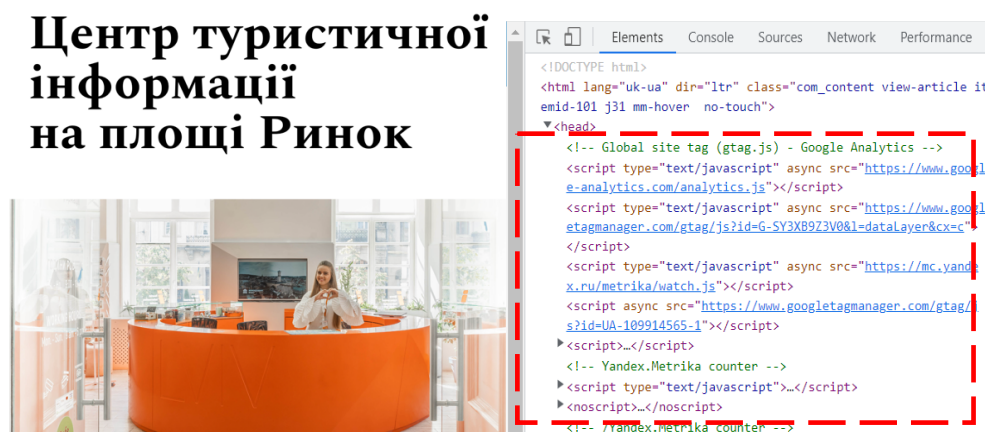 Центр туристичної
інформації
на площі Ринок
Elements Console Sources Network Performance
<!DOCTYPE html>
<html lang="uk-ua" dir="ltr" class="com_content view-article it
emid-101 j31 mm-hover no-touch">
▼<head>
<!-- Global site tag (gtag.js) - Google Analytics -->
<script type="text/javascript" async src="https://www.googl
e-analytics.com/analytics.js"></script>
<script type="text/javascript" async src="https://www.googl
etagmanager.com/gtag/js?id=G-SY3XB9Z3V0&l=dataLayer&cx=c">
</script>
<script type="text/javascript" async src="https://mc.yande
x.ru/metrika/watch.js"></script>
<script async src="https://www.googletagmanager.com/gtag/j
s?id=UA-109914565-1"></script>
▶<script>…</script>
<!-- Yandex.Metrika counter -->
▶<script type="text/javascript">…</script>
▶<noscript>…</noscript>
<!-- /Yandex.Metrika counter -->